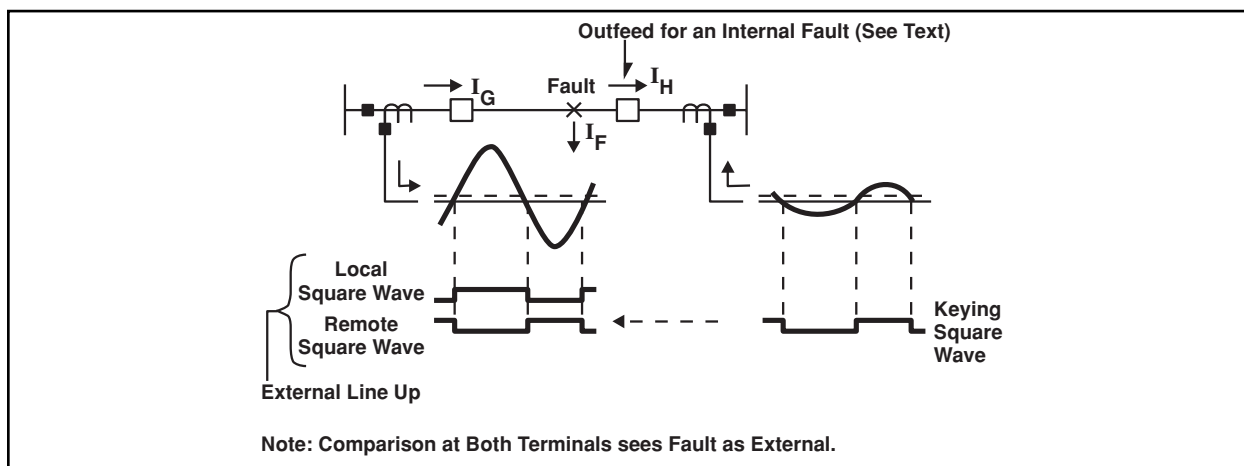 Outfeed for an Internal Fault (See Text)
I_G
Fault
I_H
I_F
Local
Square Wave
Remote
Square Wave
Keying
Square
Wave
External Line Up
Note: Comparison at Both Terminals sees Fault as External.